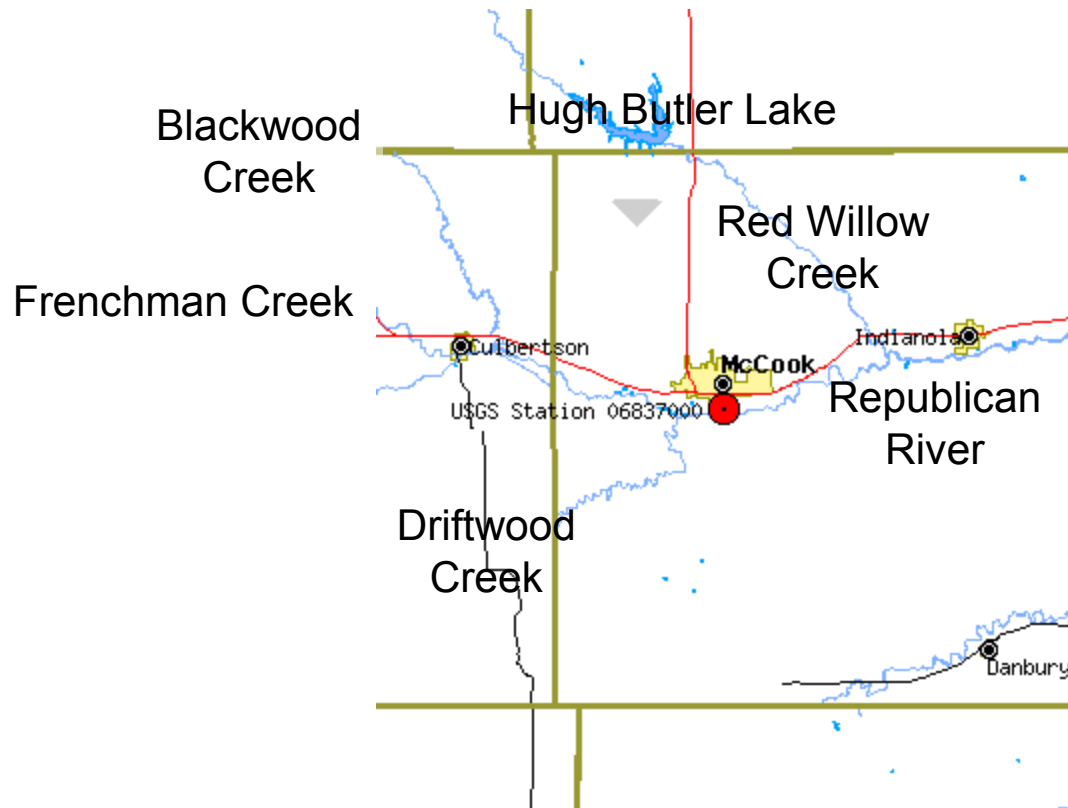 Hugh Butler Lake
Blackwood
Creek
Red Willow
Creek
Frenchman Creek
Culbertson
Indianola
McCook
USGS Station 06837000
Republican
River
Driftwood
Creek
Danbury